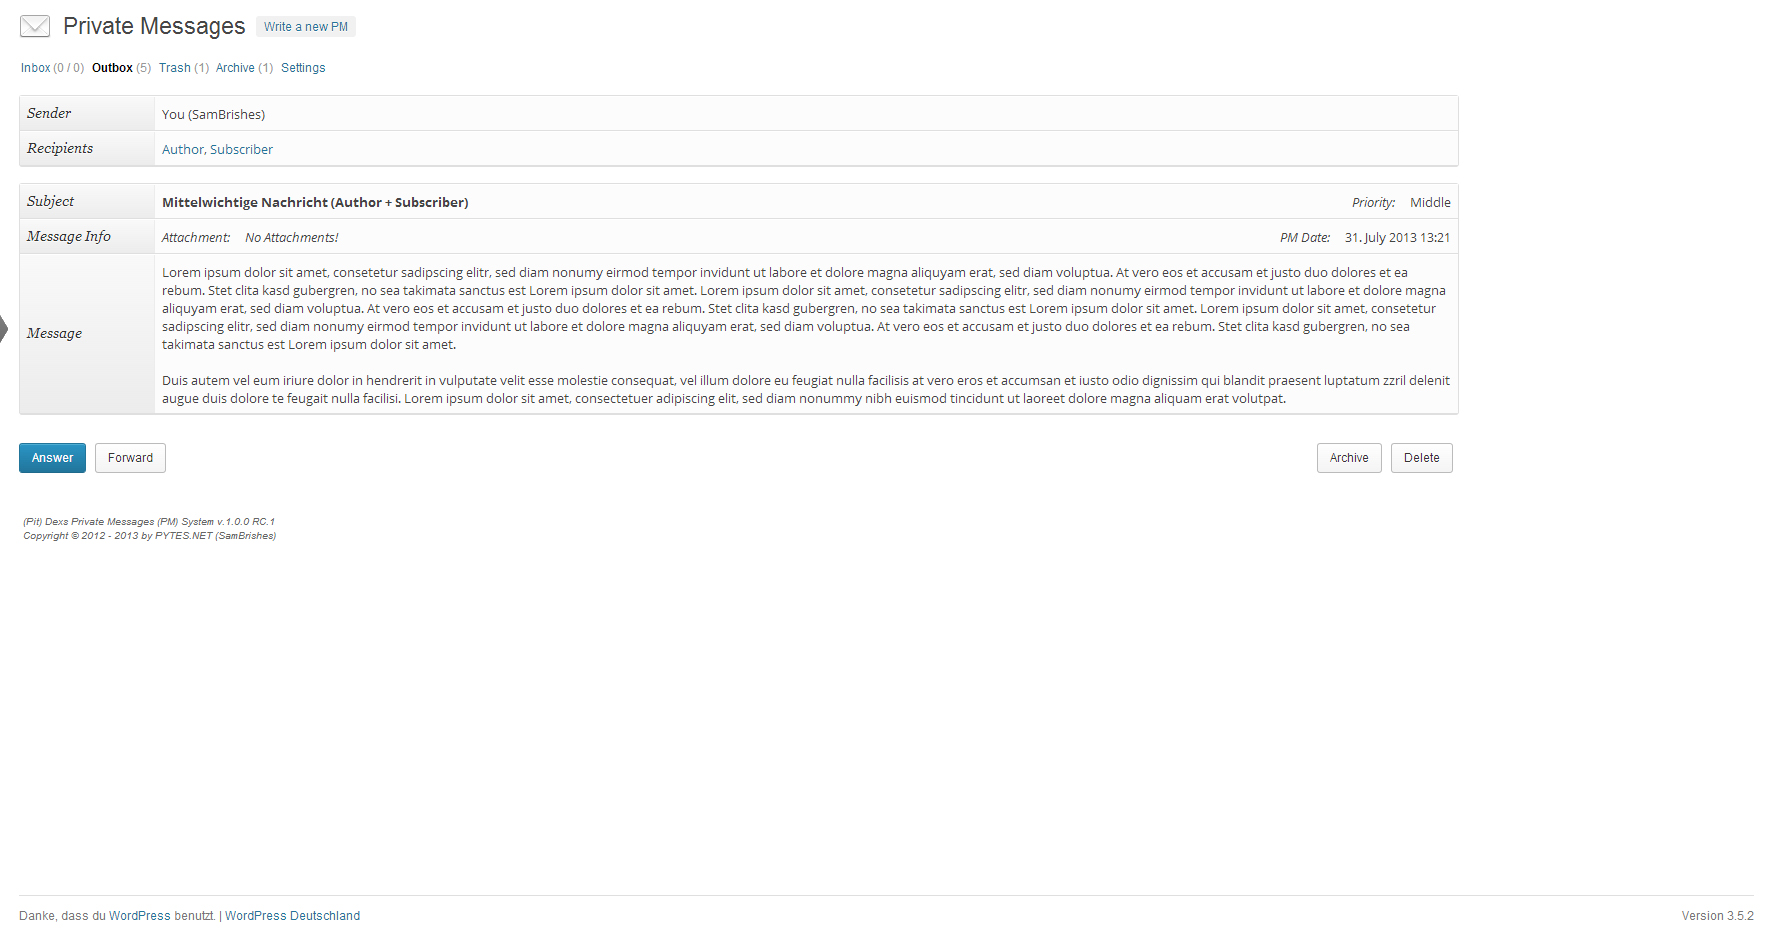 Private Messages Write a new PM
Inbox (0 / 0) Outbox (5) Trash (1) Archive (1) Settings
Sender You (SamBrishes)
Recipients Author, Subscriber
Subject Mittelwichtige Nachricht (Author + Subscriber) Priority: Middle
Message Info Attachment: No Attachments! PM Date: 31. July 2013 13:21
Message
Lorem ipsum dolor sit amet, consetetur sadipscing elitr, sed diam nonumy eirmod tempor invidunt ut labore et dolore magna aliquyam erat, sed diam voluptua. At vero eos et accusam et justo duo dolores et ea
rebum. Stet clita kasd gubergren, no sea takimata sanctus est Lorem ipsum dolor sit amet. Lorem ipsum dolor sit amet, consetetur sadipscing elitr, sed diam nonumy eirmod tempor invidunt ut labore et dolore magna
aliquyam erat, sed diam voluptua. At vero eos et accusam et justo duo dolores et ea rebum. Stet clita kasd gubergren, no sea takimata sanctus est Lorem ipsum dolor sit amet. Lorem ipsum dolor sit amet, consetetur
sadipscing elitr, sed diam nonumy eirmod tempor invidunt ut labore et dolore magna aliquyam erat, sed diam voluptua. At vero eos et accusam et justo duo dolores et ea rebum. Stet clita kasd gubergren, no sea
takimata sanctus est Lorem ipsum dolor sit amet.
Duis autem vel eum iriure dolor in hendrerit in vulputate velit esse molestie consequat, vel illum dolore eu feugiat nulla facilisis at vero eros et accumsan et iusto odio dignissim qui blandit praesent luptatum zzril delenit
augue duis dolore te feugait nulla facilisi. Lorem ipsum dolor sit amet, consectetuer adipiscing elit, sed diam nonummy nibh euismod tincidunt ut laoreet dolore magna aliquam erat volutpat.
Answer Forward Archive Delete
(Pit) Dexs Private Messages (PM) System v.1.0.0 RC.1
Copyright © 2012 - 2013 by PYTES.NET (SamBrishes)
Danke, dass du WordPress benutzt. | WordPress Deutschland Version 3.5.2